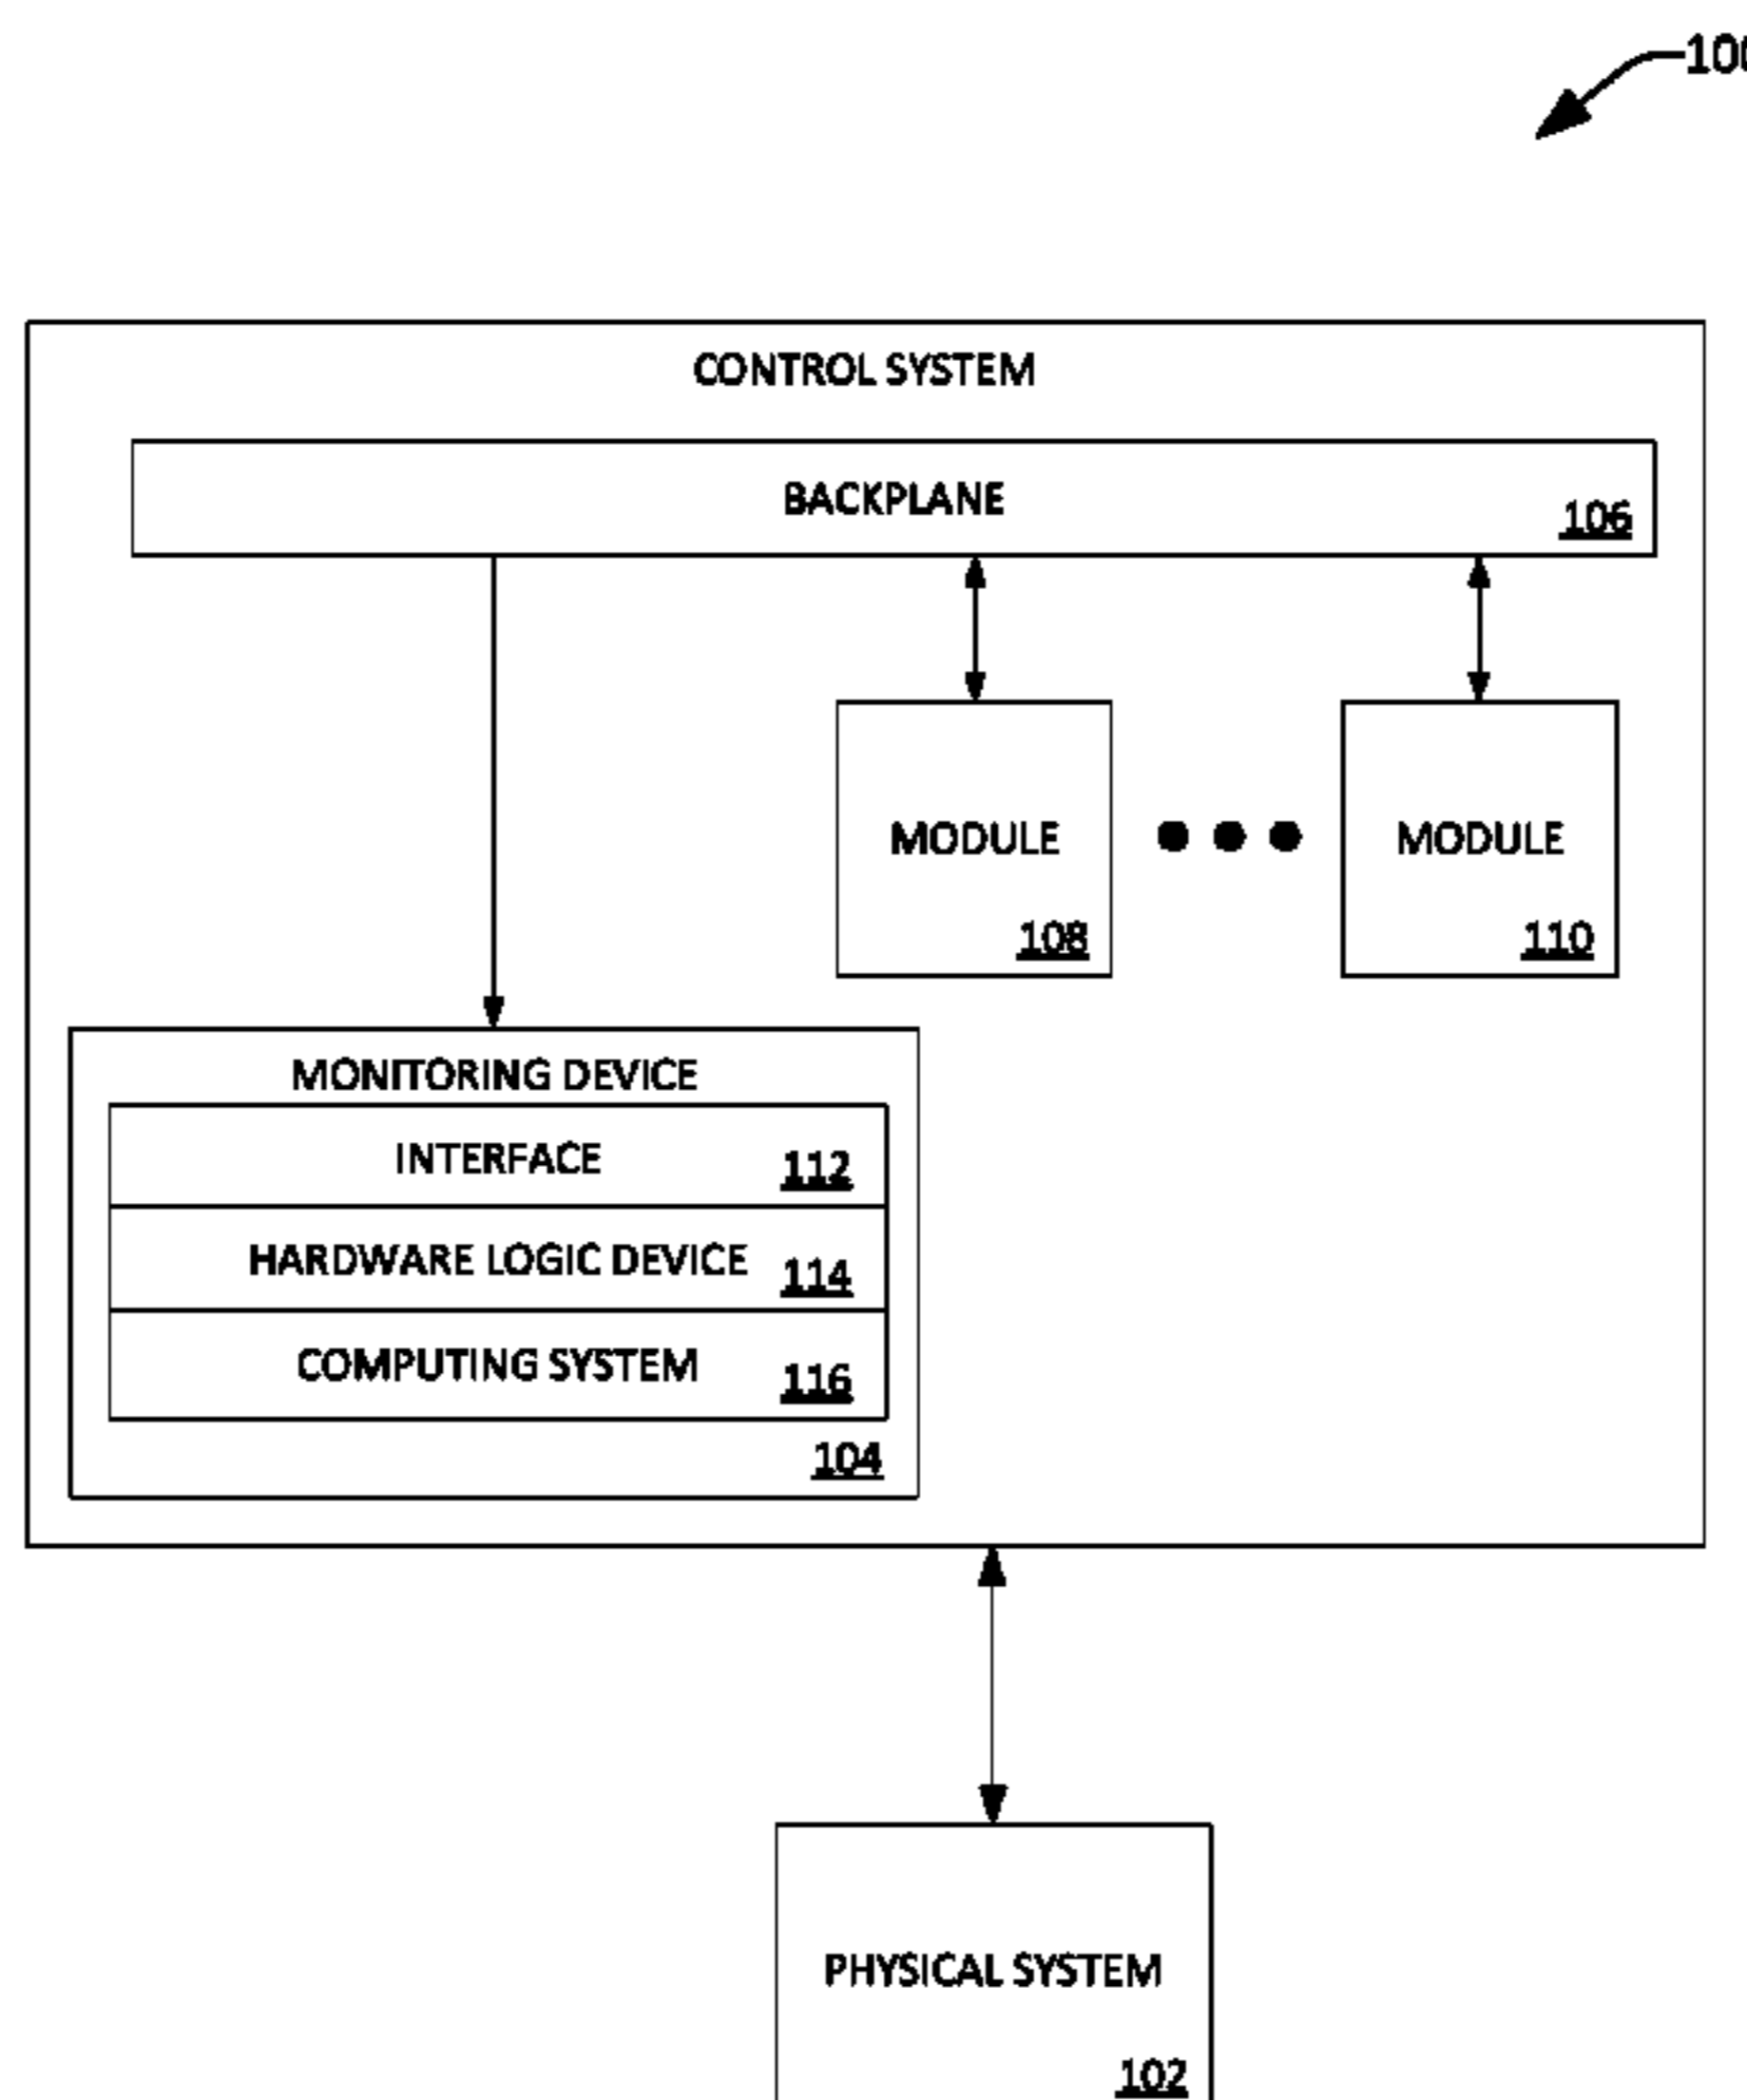 100
CONTROL SYSTEM
BACKPLANE
106
MODULE
108
MODULE
110
MONITORING DEVICE
INTERFACE 112
HARDWARE LOGIC DEVICE 114
COMPUTING SYSTEM 116
104
PHYSICAL SYSTEM
102